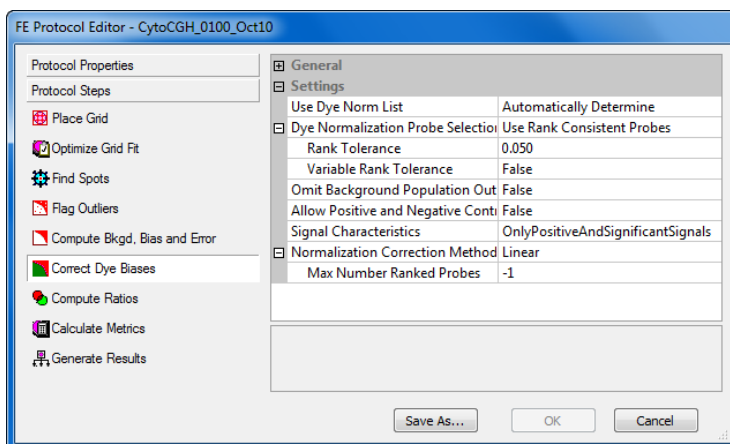 FE Protocol Editor - CytoCGH_0100_Oct10
Protocol Properties
Protocol Steps
Place Grid
Optimize Grid Fit
Find Spots
Flag Outliers
Compute Bkgd, Bias and Error
Correct Dye Biases
Compute Ratios
Calculate Metrics
Generate Results
General
Settings
Use Dye Norm List Automatically Determine
Dye Normalization Probe Selection Use Rank Consistent Probes
Rank Tolerance 0.050
Variable Rank Tolerance False
Omit Background Population Out False
Allow Positive and Negative Contr False
Signal Characteristics OnlyPositiveAndSignificantSignals
Normalization Correction Method Linear
Max Number Ranked Probes -1
Save As...
OK
Cancel